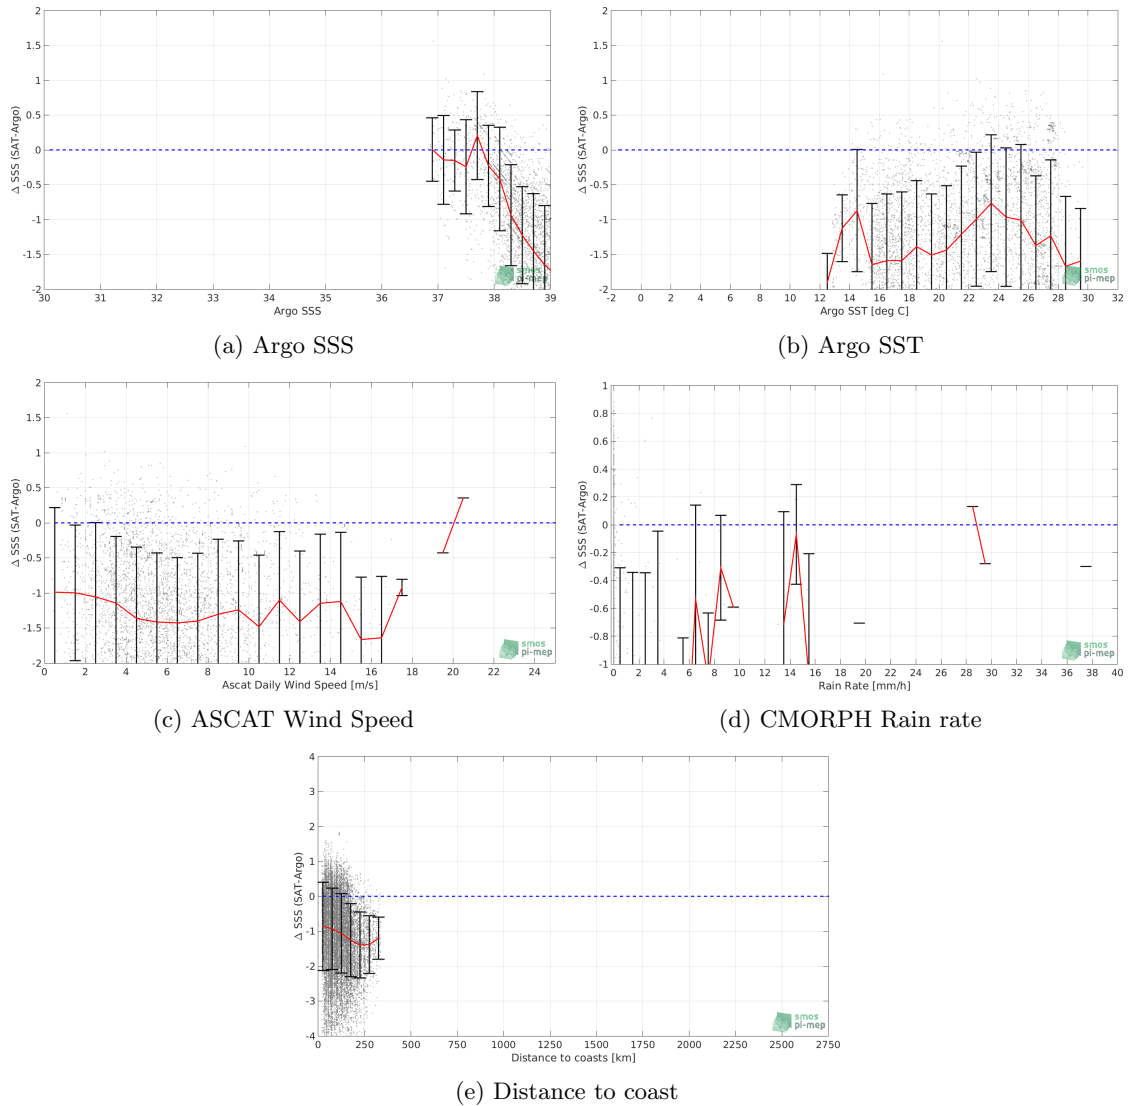 2
1.5
1
0.5
0
-0.5
-1
-1.5
-2
Δ SSS (SAT-Argo)
30 31 32 33 34 35 36 37 38 39
Argo SSS
smos
pi-mep
(a) Argo SSS
2
1.5
1
0.5
0
-0.5
-1
-1.5
-2
Δ SSS (SAT-Argo)
-2 0 2 4 6 8 10 12 14 16 18 20 22 24 26 28 30 32
Argo SST [deg C]
smos
pi-mep
(b) Argo SST
2
1.5
1
0.5
0
-0.5
-1
-1.5
-2
Δ SSS (SAT-Argo)
0 2 4 6 8 10 12 14 16 18 20 22 24
Ascat Daily Wind Speed [m/s]
smos
pi-mep
(c) ASCAT Wind Speed
1
0.8
0.6
0.4
0.2
0
-0.2
-0.4
-0.6
-0.8
-1
Δ SSS (SAT-Argo)
0 2 4 6 8 10 12 14 16 18 20 22 24 26 28 30 32 34 36 38 40
Rain Rate [mm/h]
smos
pi-mep
(d) CMORPH Rain rate
4
3
2
1
0
-1
-2
-3
-4
Δ SSS (SAT-Argo)
0 250 500 750 1000 1250 1500 1750 2000 2250 2500 2750
Distance to coasts [km]
smos
pi-mep
(e) Distance to coast